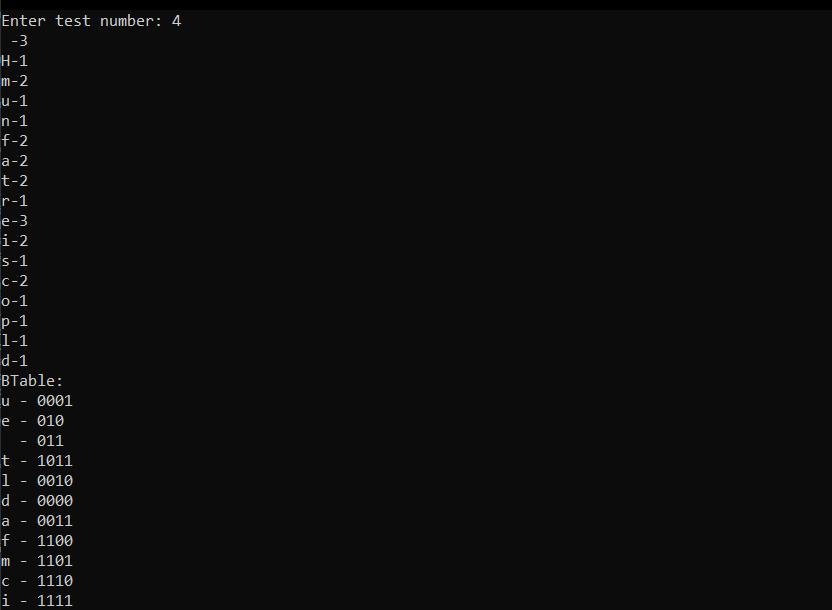 Enter test number: 4
 -3
H-1
m-2
u-1
n-1
f-2
a-2
t-2
r-1
e-3
i-2
s-1
c-2
o-1
p-1
l-1
d-1
BTable:
u - 0001
e - 010
  - 011
t - 1011
l - 0010
d - 0000
a - 0011
f - 1100
m - 1101
c - 1110
i - 1111